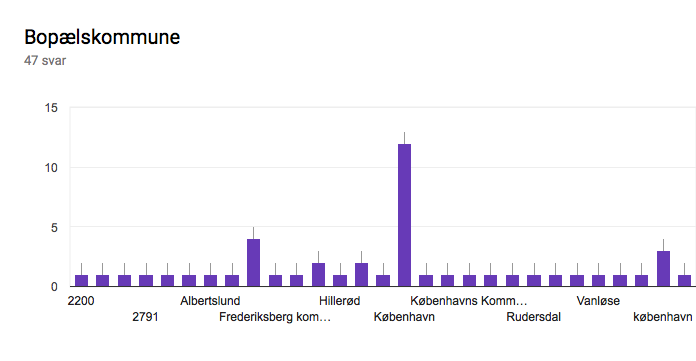 Bopælskommune
47 svar
15
10
5
0
2200
Albertslund
Hillerød
Københavns Komm…
Vanløse
2791
Frederiksberg kom…
København
Rudersdal
københavn